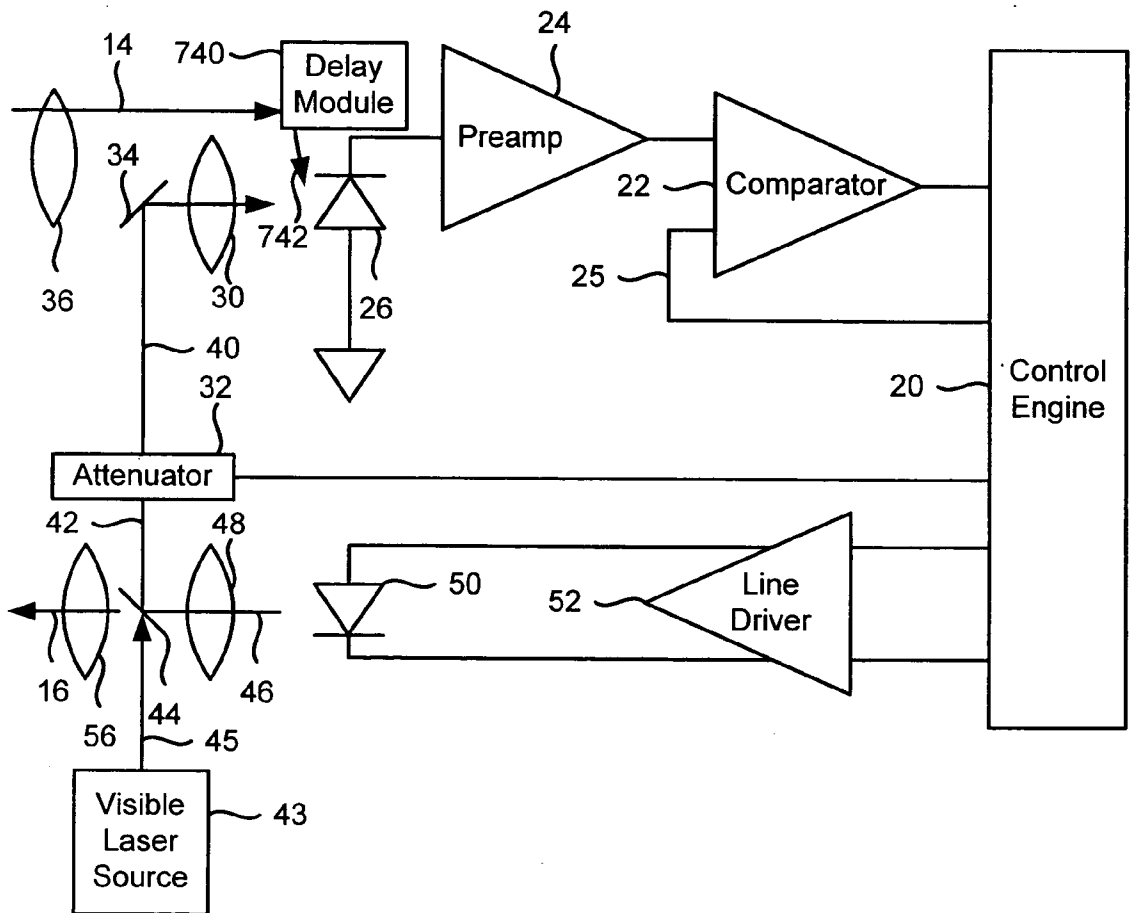 14
740
Delay
Module
24
Preamp
34
22
Comparator
742
36
30
26
25
40
20
Control
Engine
32
Attenuator
42
48
50
52
Line
Driver
16
44
46
56
45
Visible
Laser
Source
43